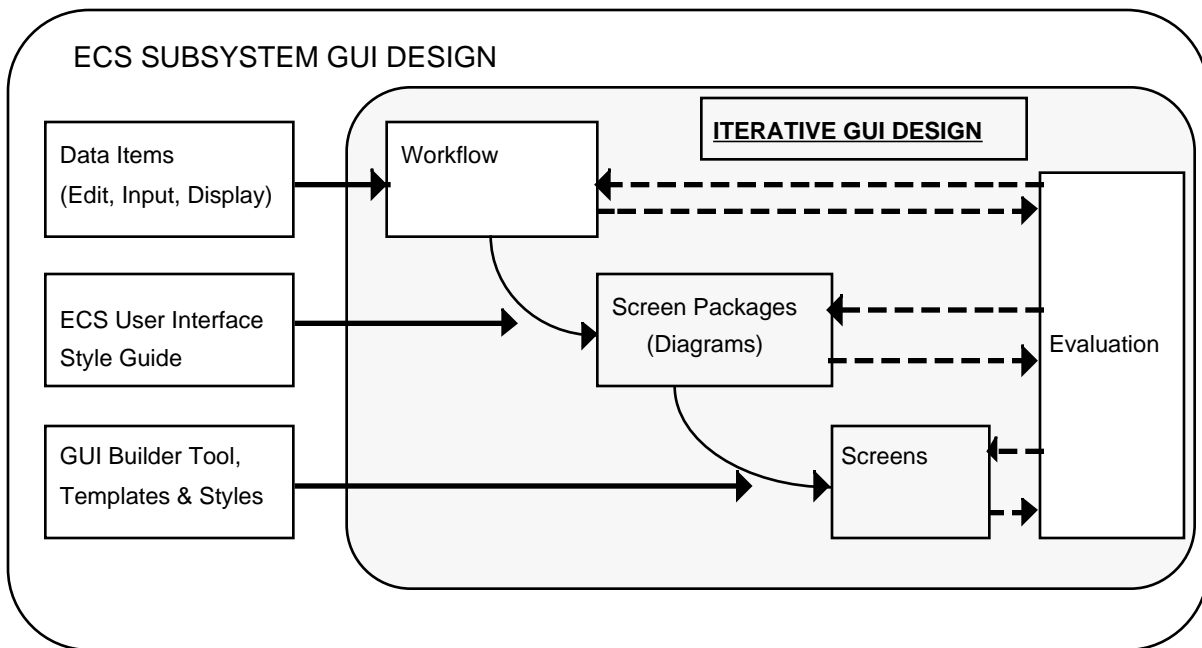 ECS SUBSYSTEM GUI DESIGN
ITERATIVE GUI DESIGN
Data Items
(Edit, Input, Display)
Workflow
ECS User Interface
Style Guide
Screen Packages
(Diagrams)
Evaluation
GUI Builder Tool,
Templates & Styles
Screens